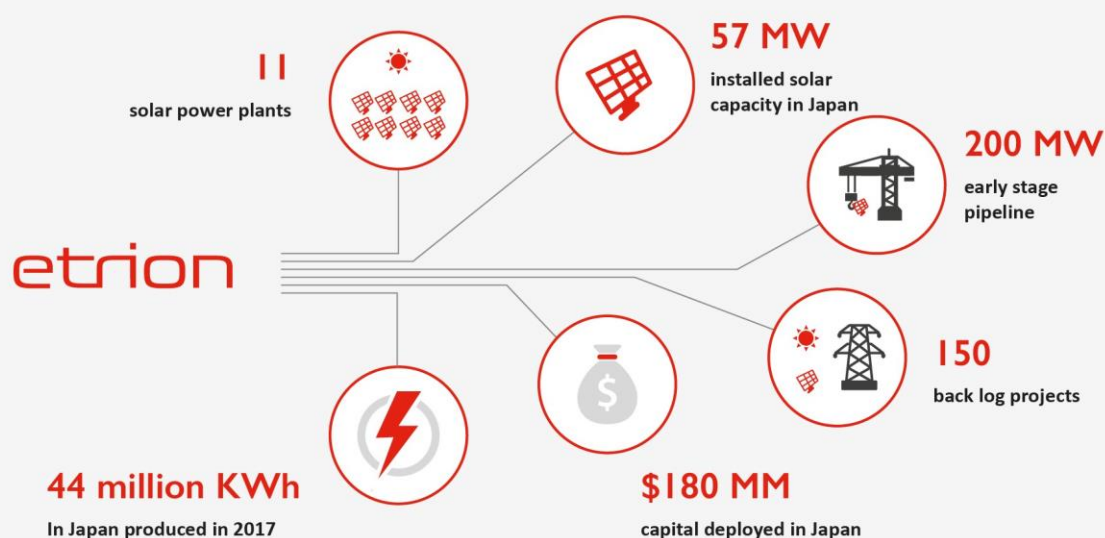 11
solar power plants
57 MW
installed solar
capacity in Japan
200 MW
early stage
pipeline
etrion
$
150
back log projects
44 million KWh
In Japan produced in 2017
$180 MM
capital deployed in Japan